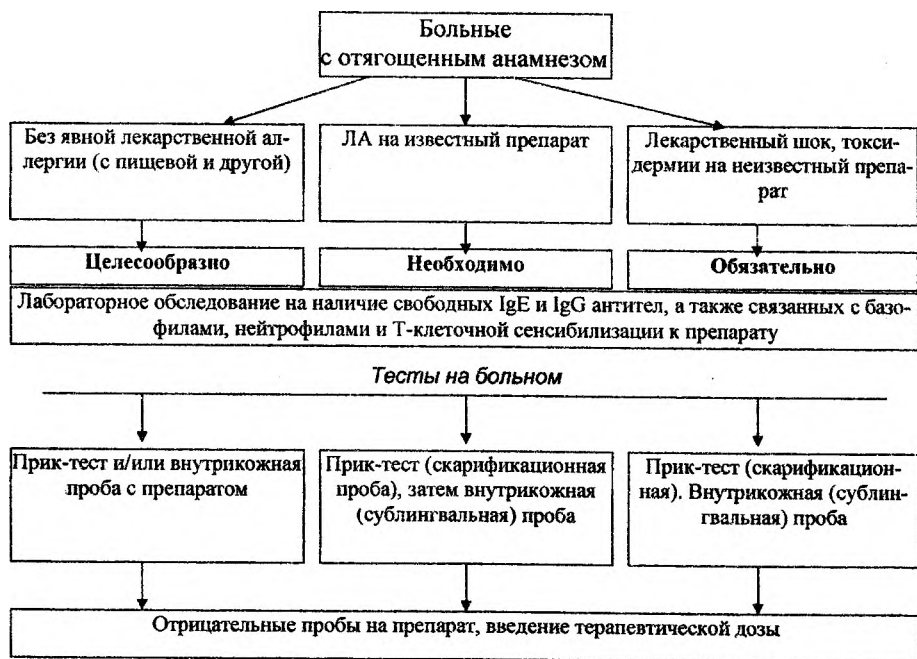 Больные
с отягощенным анамнезом
Без явной лекарственной ал-
лергии (с пищевой и другой)
ЛА на известный препарат
Лекарственный шок, токси-
дермии на неизвестный препа-
рат
Целесообразно
Необходимо
Обязательно
Лабораторное обследование на наличие свободных IgE и IgG антител, а также связанных с базо-
филами, нейтрофилами и Т-клеточной сенсибилизации к препарату
Тесты на больном
Прик-тест и/или внутрикожная
проба с препаратом
Прик-тест (скарификационная
проба), затем внутрикожная
(сублингвальная) проба
Прик-тест (скарификацион-
ная). Внутрикожная (сублин-
гвальная) проба
Отрицательные пробы на препарат, введение терапевтической дозы